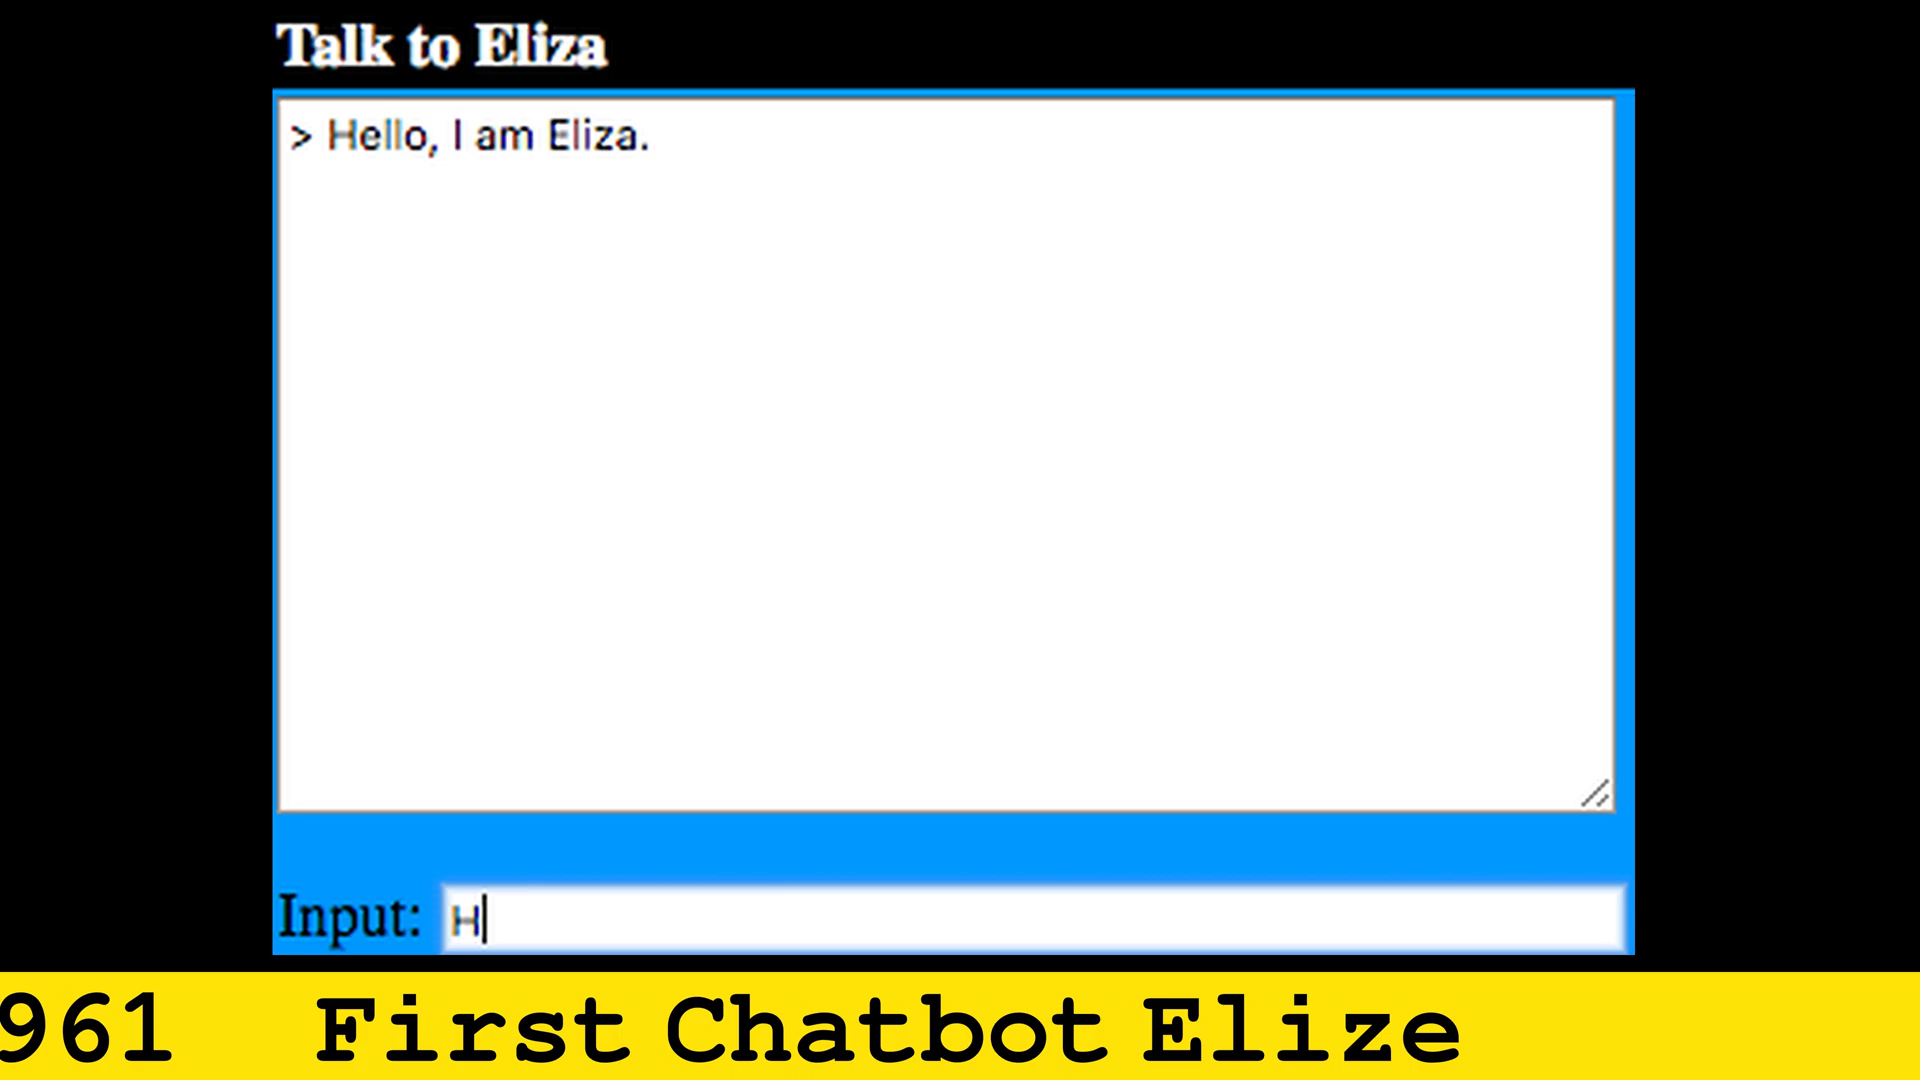 Talk to Eliza
> Hello, I am Eliza.
Input: H
961 First Chatbot Elize